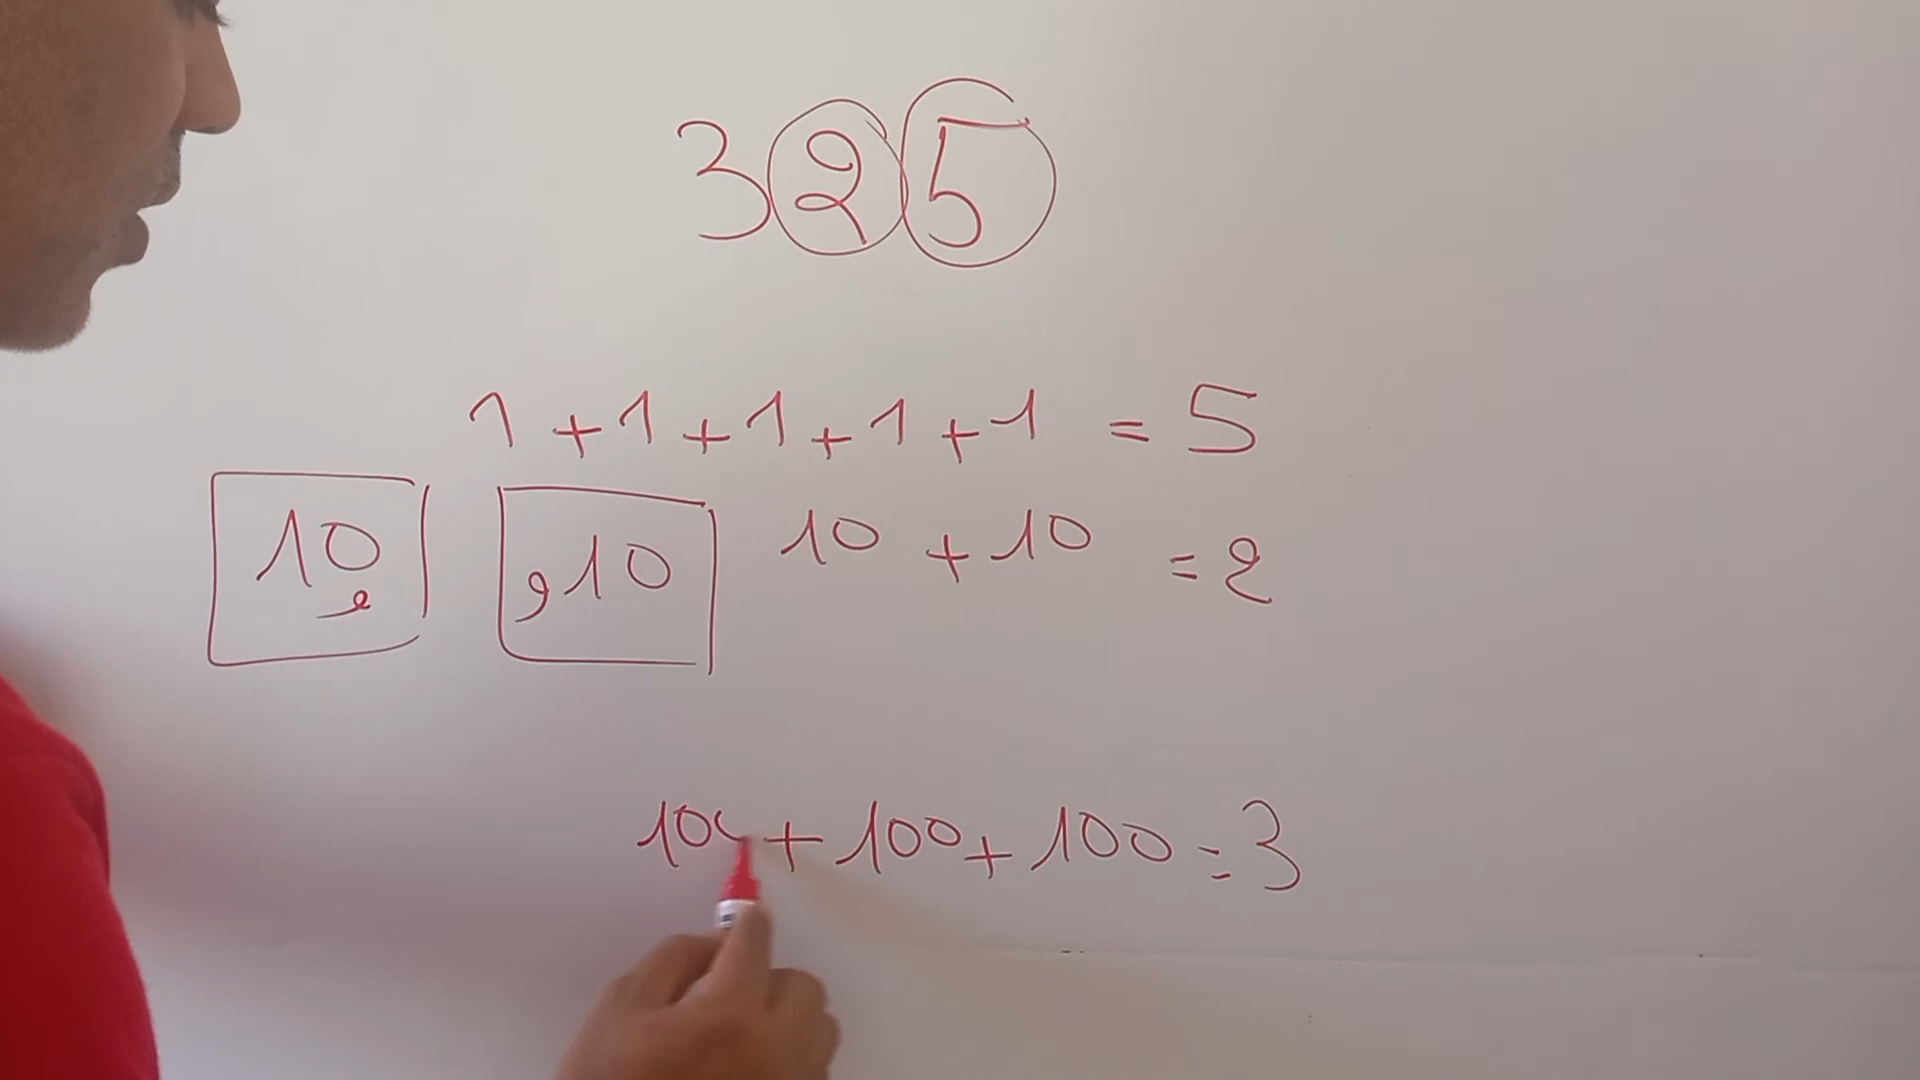 325
1 + 1 + 1 + 1 + 1 = 5
10 و و 10 10 + 10 = 2
100 + 100 + 100 = 3